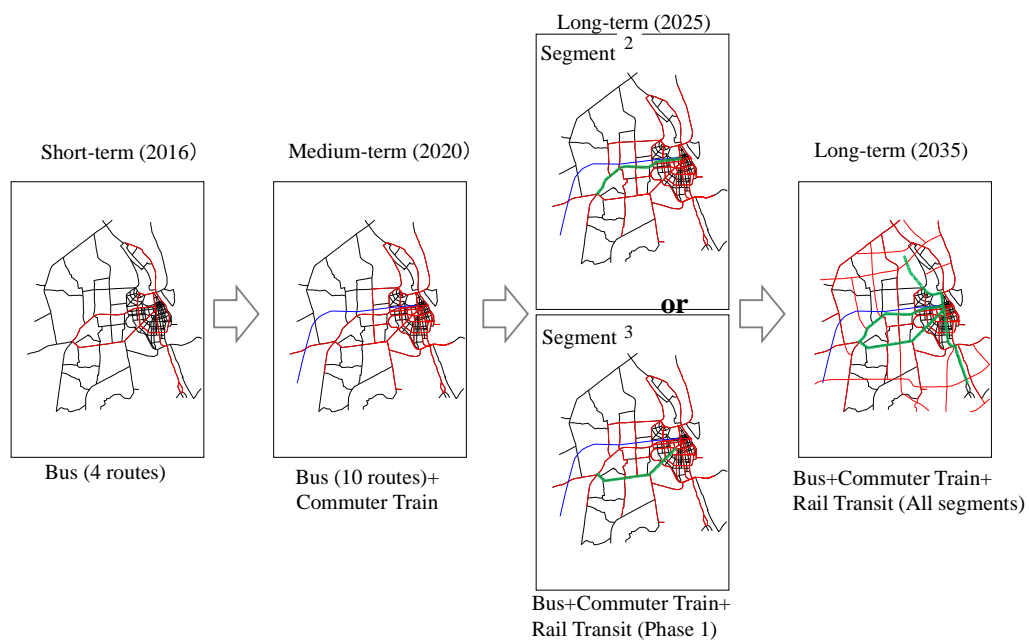 Short-term (2016)
Bus (4 routes)
Medium-term (2020)
Bus (10 routes)+
Commuter Train
Long-term (2025)
Segment 2
or
Segment 3
Bus+Commuter Train+
Rail Transit (Phase 1)
Long-term (2035)
Bus+Commuter Train+
Rail Transit (All segments)